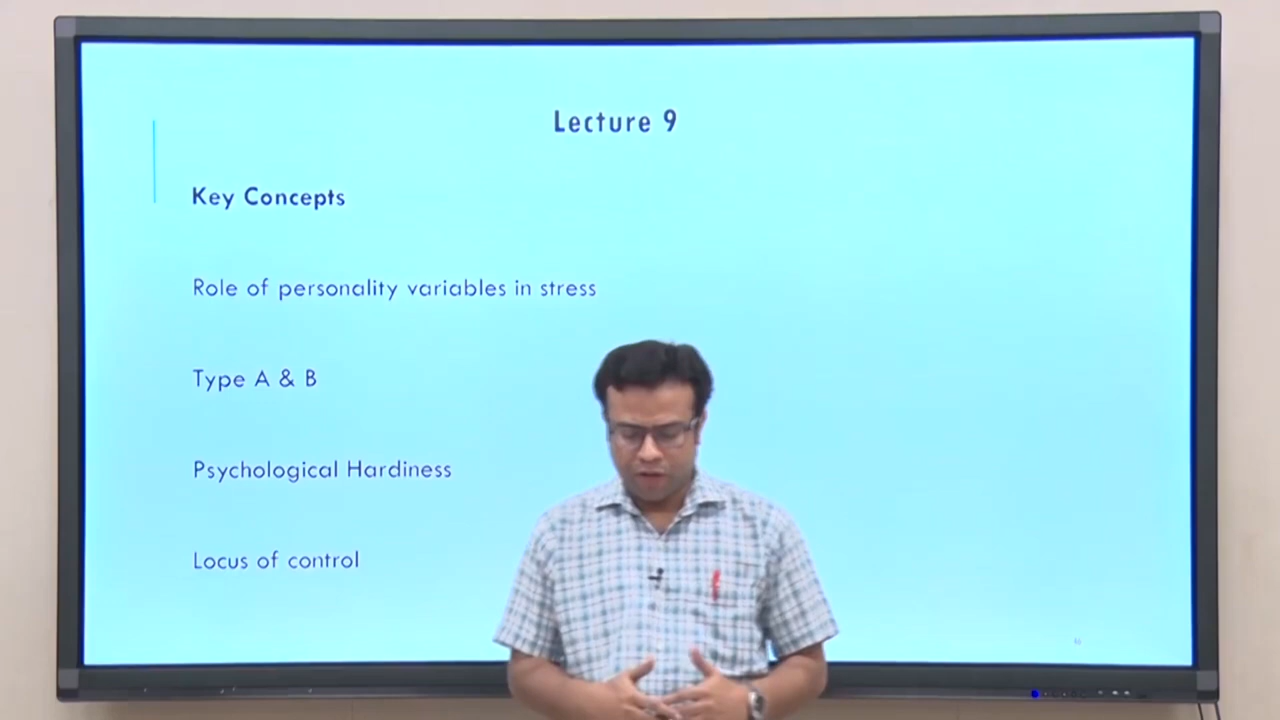 Lecture 9
Key Concepts
Role of personality variables in stress
Type A & B
Psychological Hardiness
Locus of control